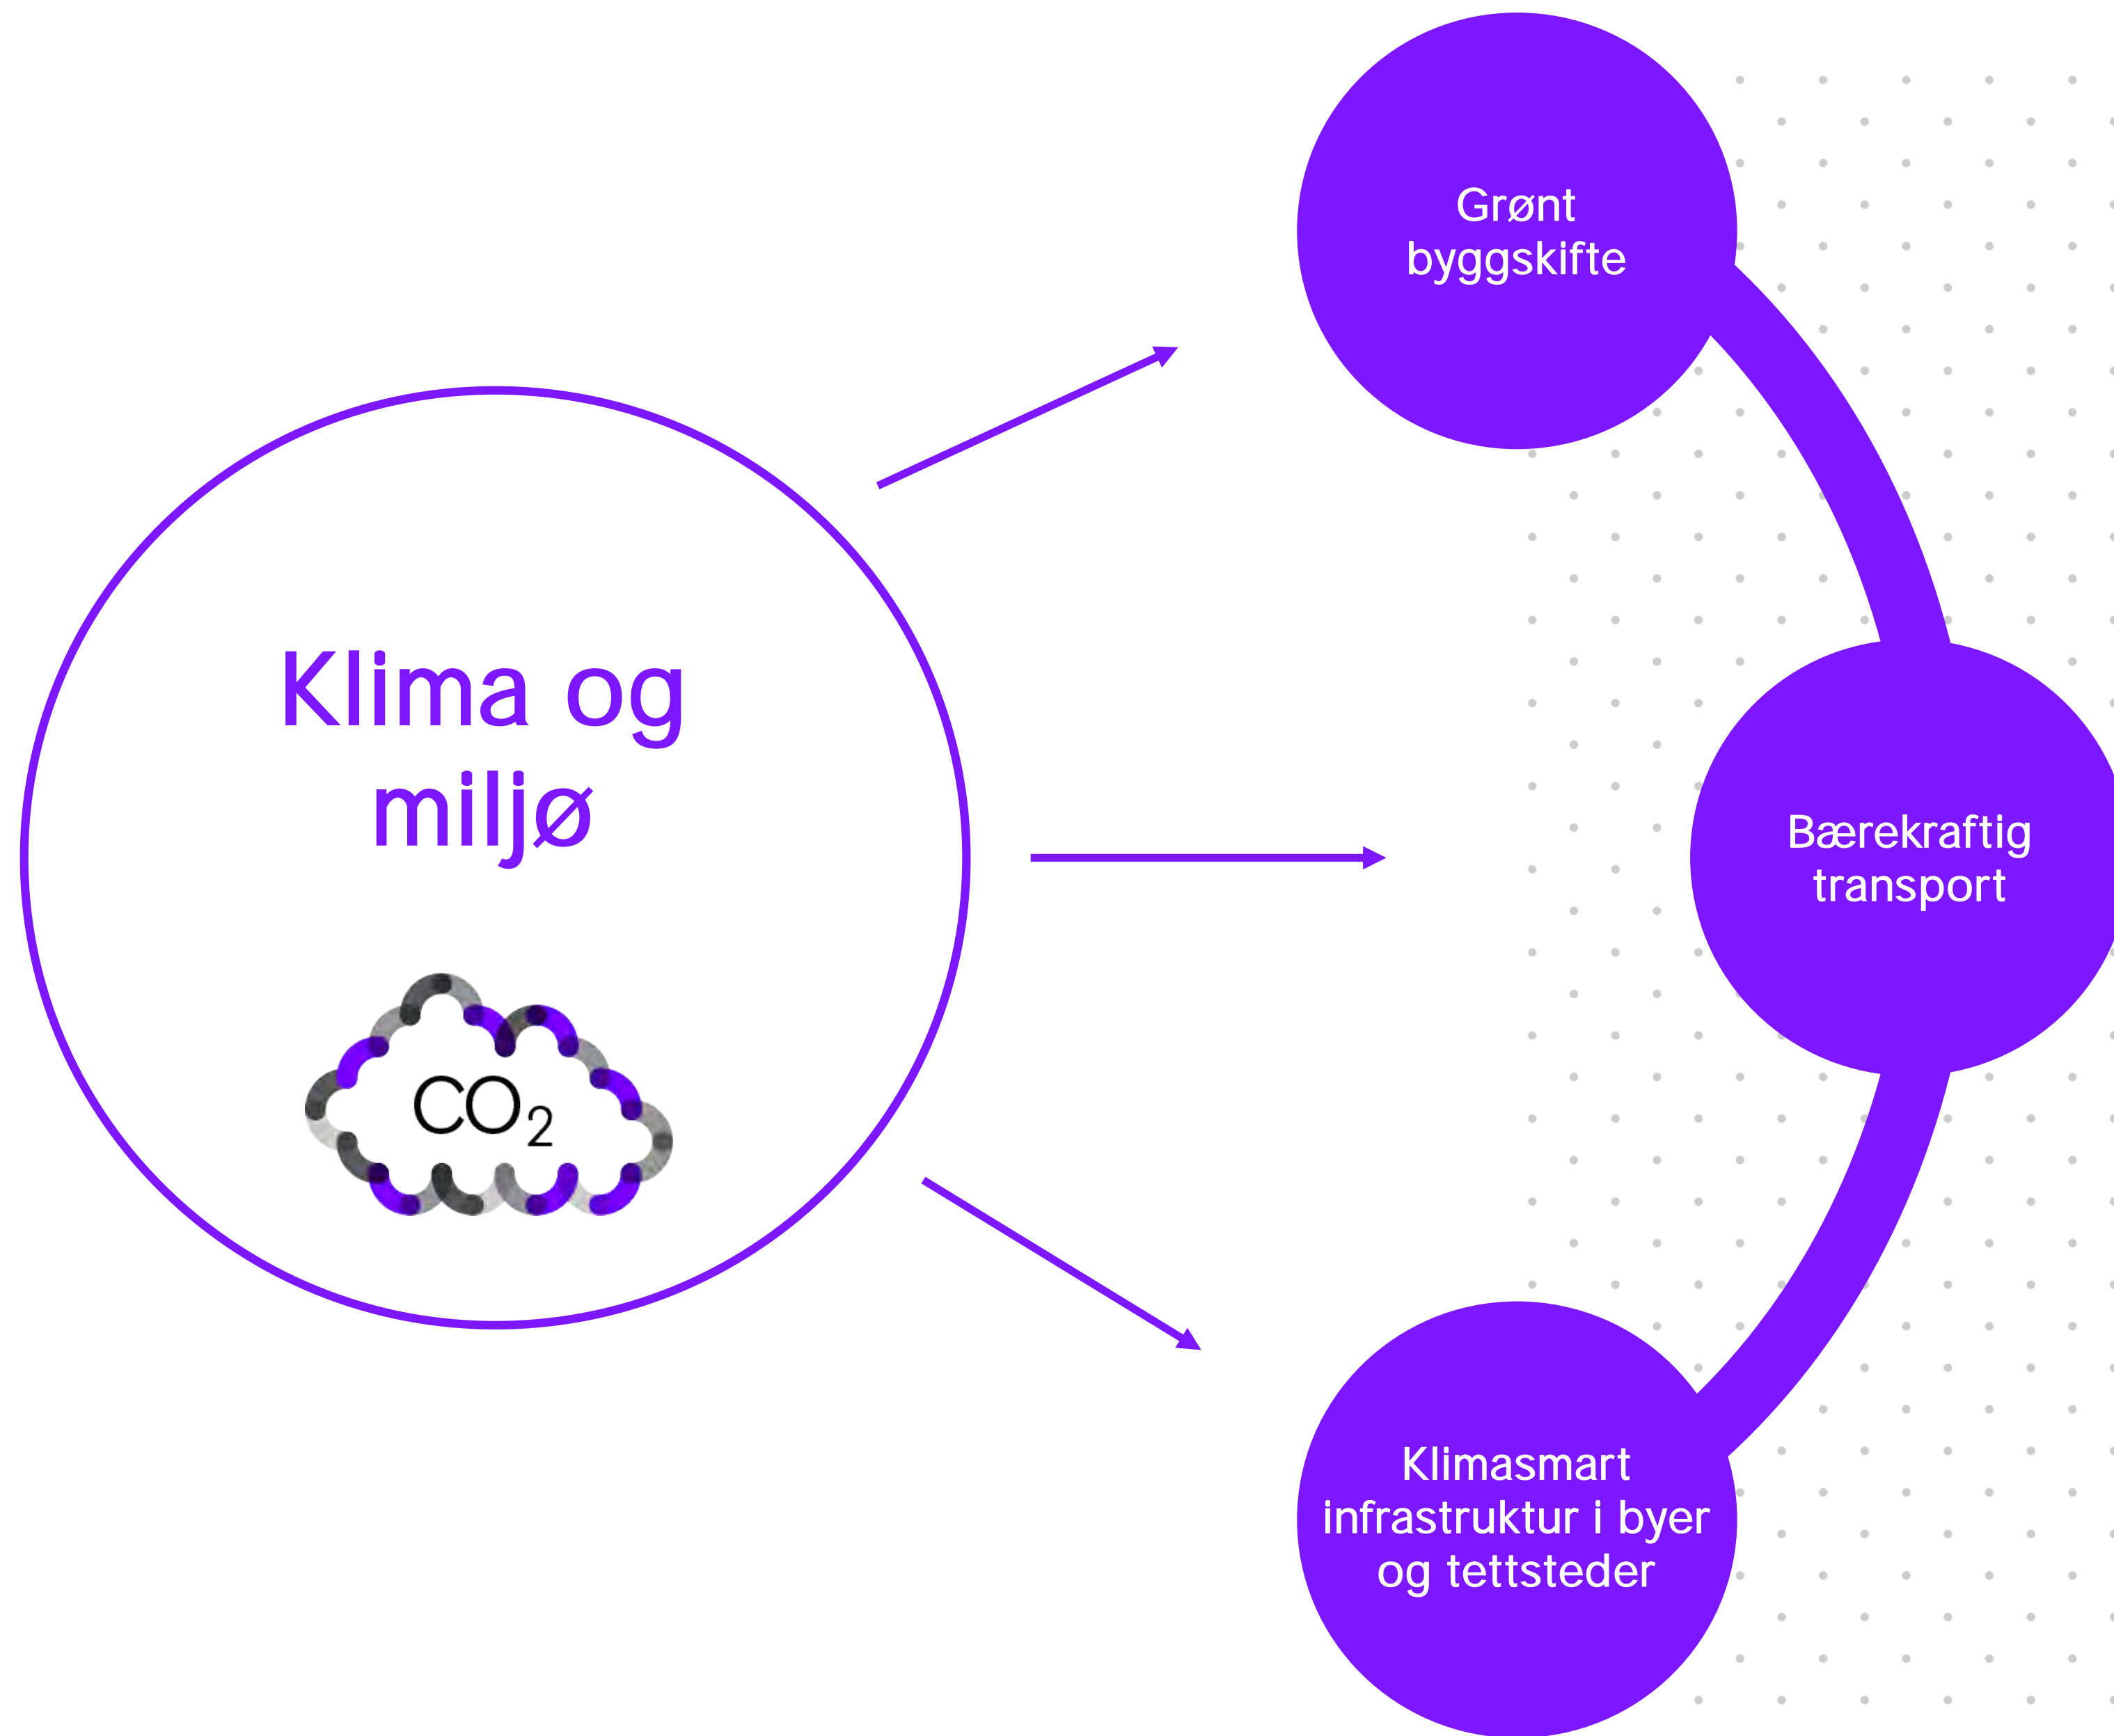 Klima og
miljø
CO₂
Grønt
byggskifte
Bærekraftig
transport
Klimasmart
infrastruktur i byer
og tettsteder